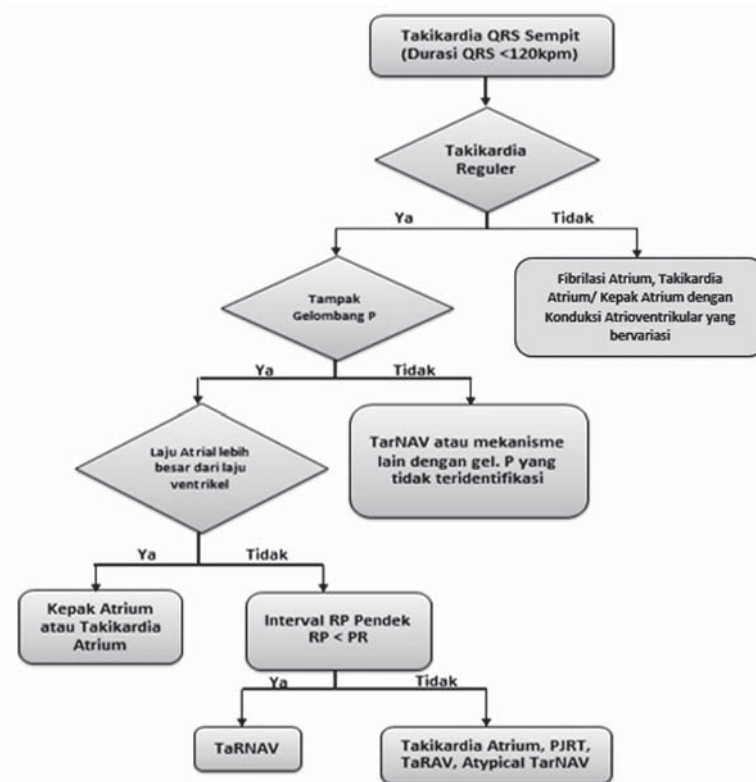 Takikardia QRS Sempit
(Durasi QRS <120kpm)
Takikardia
Reguler
Ya
Tidak
Tampak
Gelombang P
Fibrilasi Atrium, Takikardia
Atrium/ Kepak Atrium dengan
Konduksi Atrioventrikular yang
bervariasi
Ya
Tidak
Laju Atrial lebih
besar dari laju
ventrikel
TarNAV atau mekanisme
lain dengan gel. P yang
tidak teridentifikasi
Ya
Tidak
Kepak Atrium
atau Takikardia
Atrium
Interval RP Pendek
RP < PR
Ya
Tidak
TaRNAV
Takikardia Atrium, PJRT,
TaRAV, Atypical TarNAV